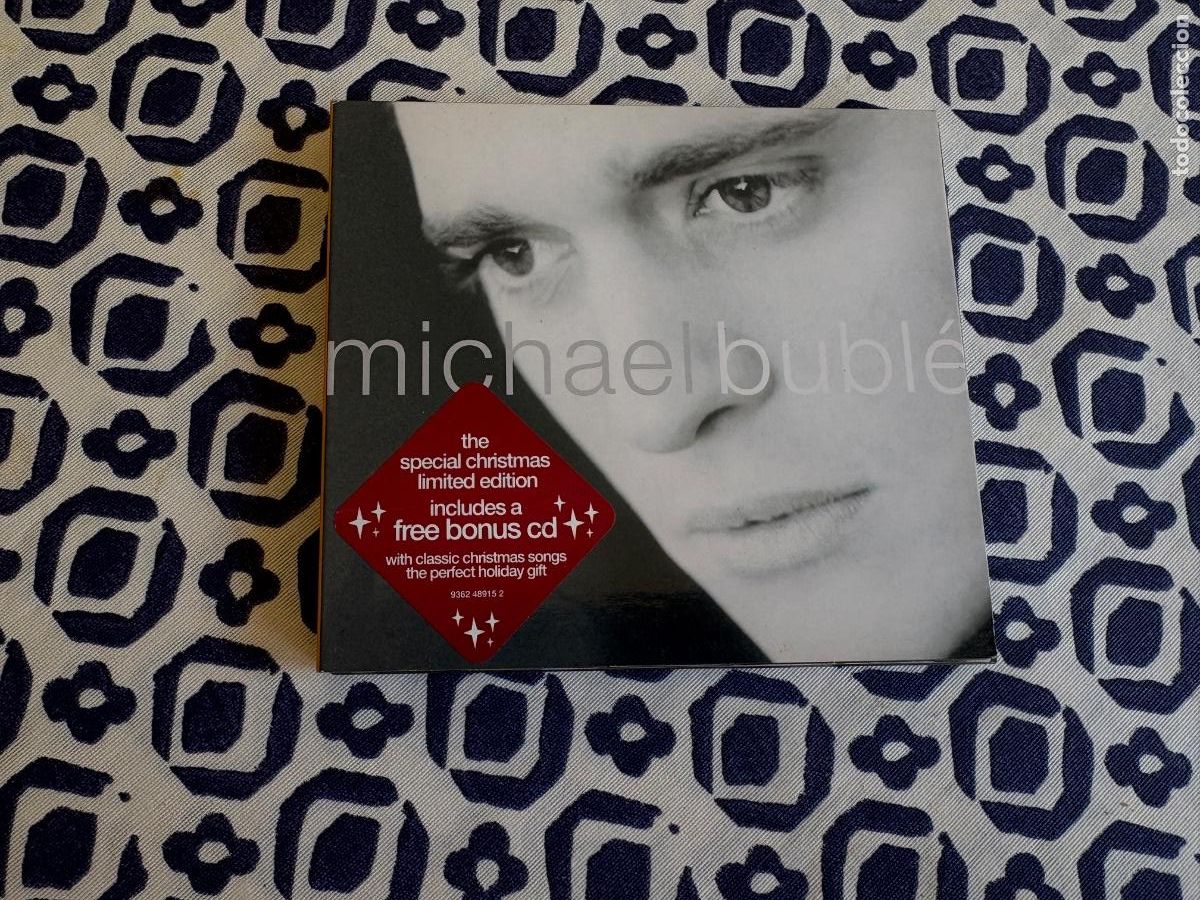 michael bublé
the
special christmas
limited edition
includes a
free bonus cd
with classic christmas songs
the perfect holiday gift
9362 48915 2
todocoleccion